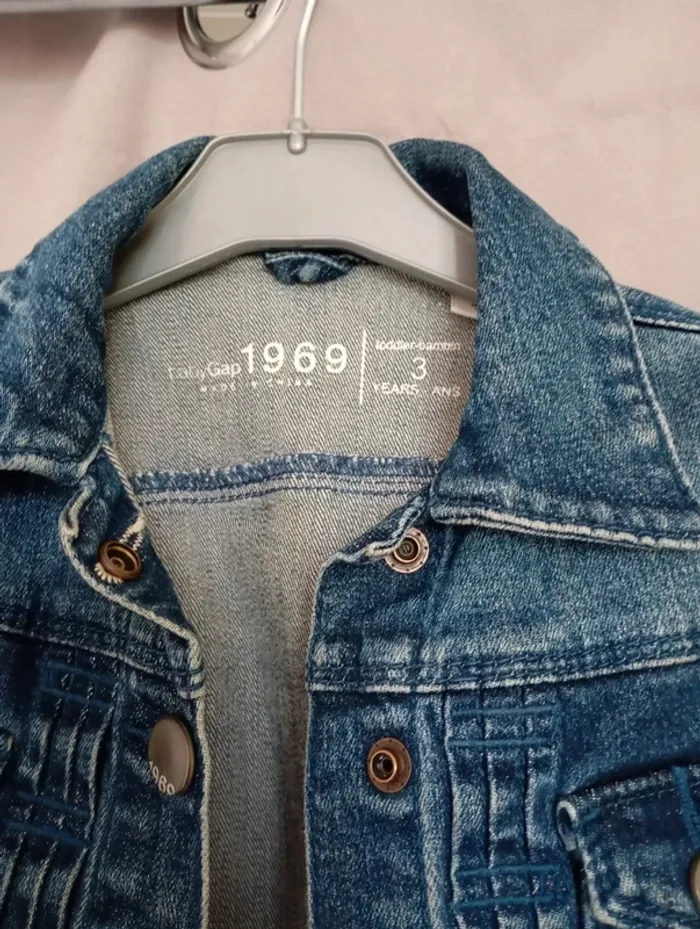 babyGap 1969
MADE IN CHINA
toddler-bambin
3
YEARS ANS
1969